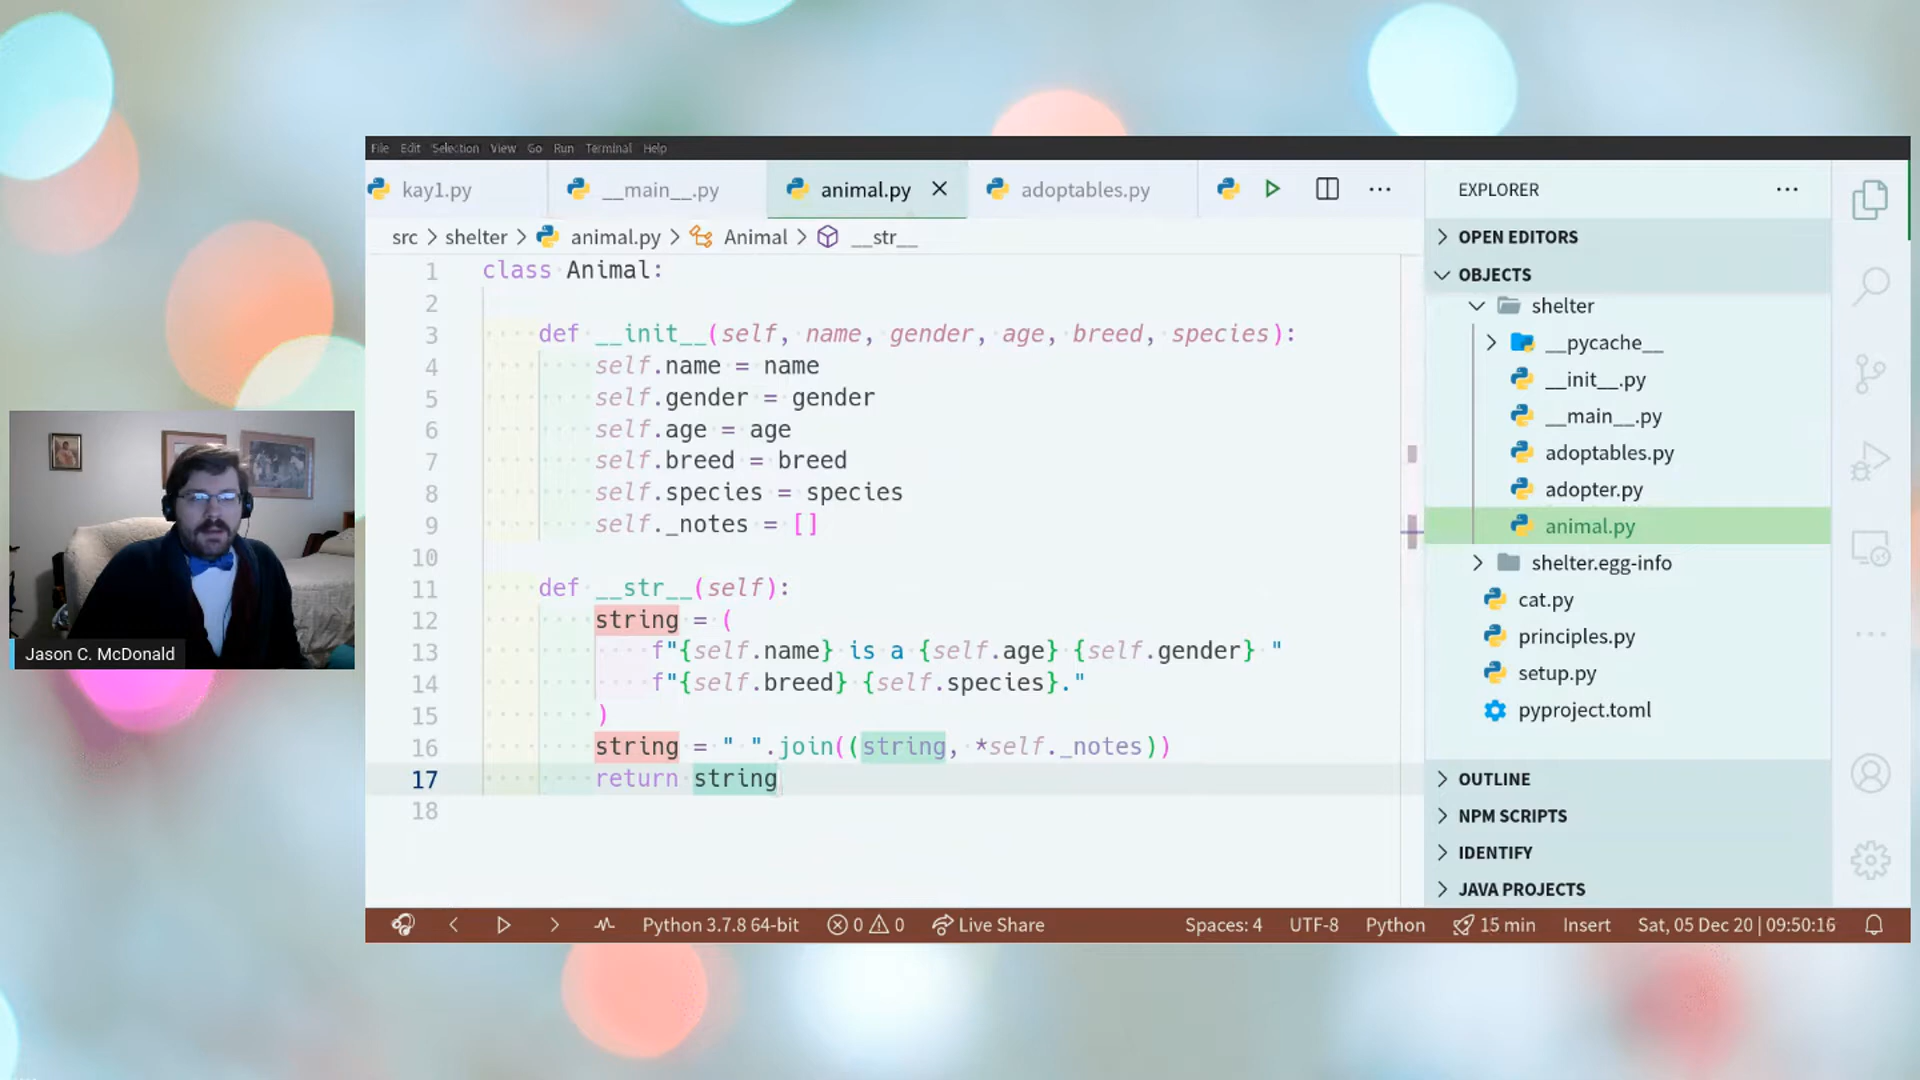 File Edit Selection View Go Run Terminal Help
kay1.py __main__.py animal.py adoptables.py
src > shelter > animal.py > Animal > __str__
1 class Animal:
2
3 def __init__(self, name, gender, age, breed, species):
4 self.name = name
5 self.gender = gender
6 self.age = age
7 self.breed = breed
8 self.species = species
9 self._notes = []
10
11 def __str__(self):
12 string = (
13 f"{self.name} is a {self.age} {self.gender} "
14 f"{self.breed} {self.species}."
15 )
16 string = " ".join((string, *self._notes))
17 return string
18
EXPLORER
OPEN EDITORS
OBJECTS
shelter
__pycache__
__init__.py
__main__.py
adoptables.py
adopter.py
animal.py
shelter.egg-info
cat.py
principles.py
setup.py
pyproject.toml
OUTLINE
NPM SCRIPTS
IDENTIFY
JAVA PROJECTS
Jason C. McDonald
Python 3.7.8 64-bit 0 0 Live Share Spaces: 4 UTF-8 Python 15 min Insert Sat, 05 Dec 20 | 09:50:16